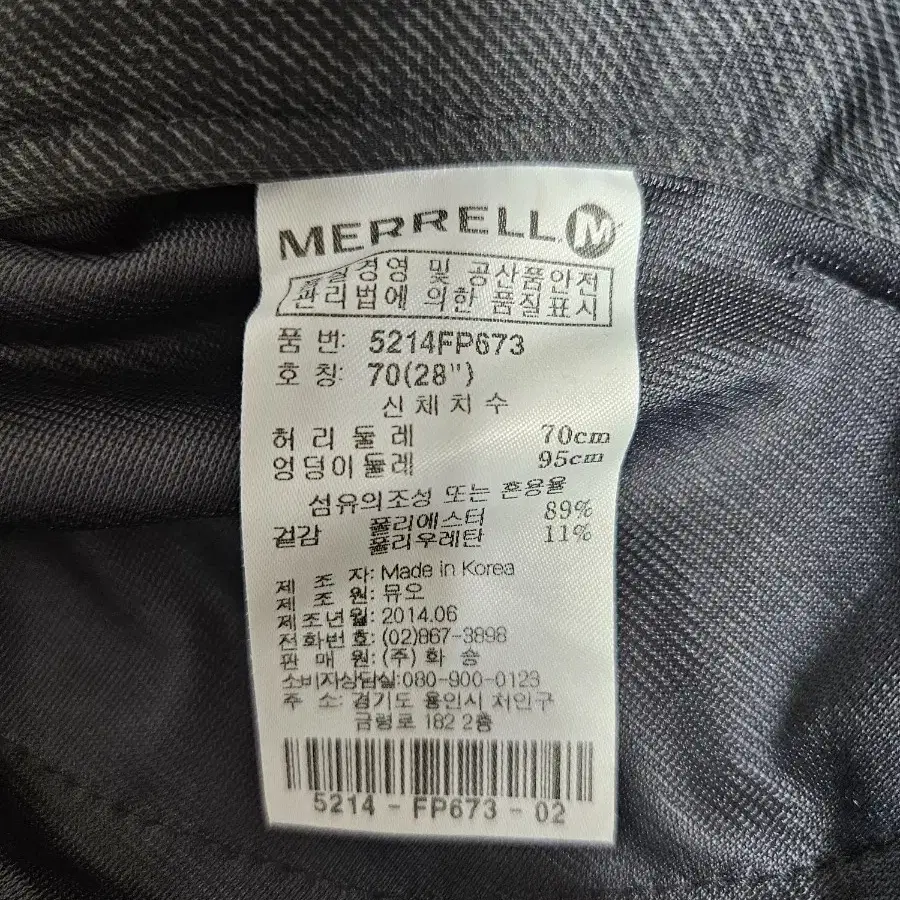 MERRELL M
품질경영 및 공산품안전
관리법에 의한 품질표시
품 번: 5214FP673
호 칭: 70(28")
신체치수
허 리 둘 레 70cm
엉덩이둘레 95cm
섬유의조성 또는 혼용율
겉감 폴리에스터 89%
폴리우레탄 11%
제 조 자: Made in Korea
제 조 원: 뮤오
제조년월: 2014.06
전화번호: (02)867-3898
판 매 원: (주) 화 승
소비자상담실:080-900-0123
주 소: 경기도 용인시 처인구
금령로 182 2층
5214 - FP673 - 02